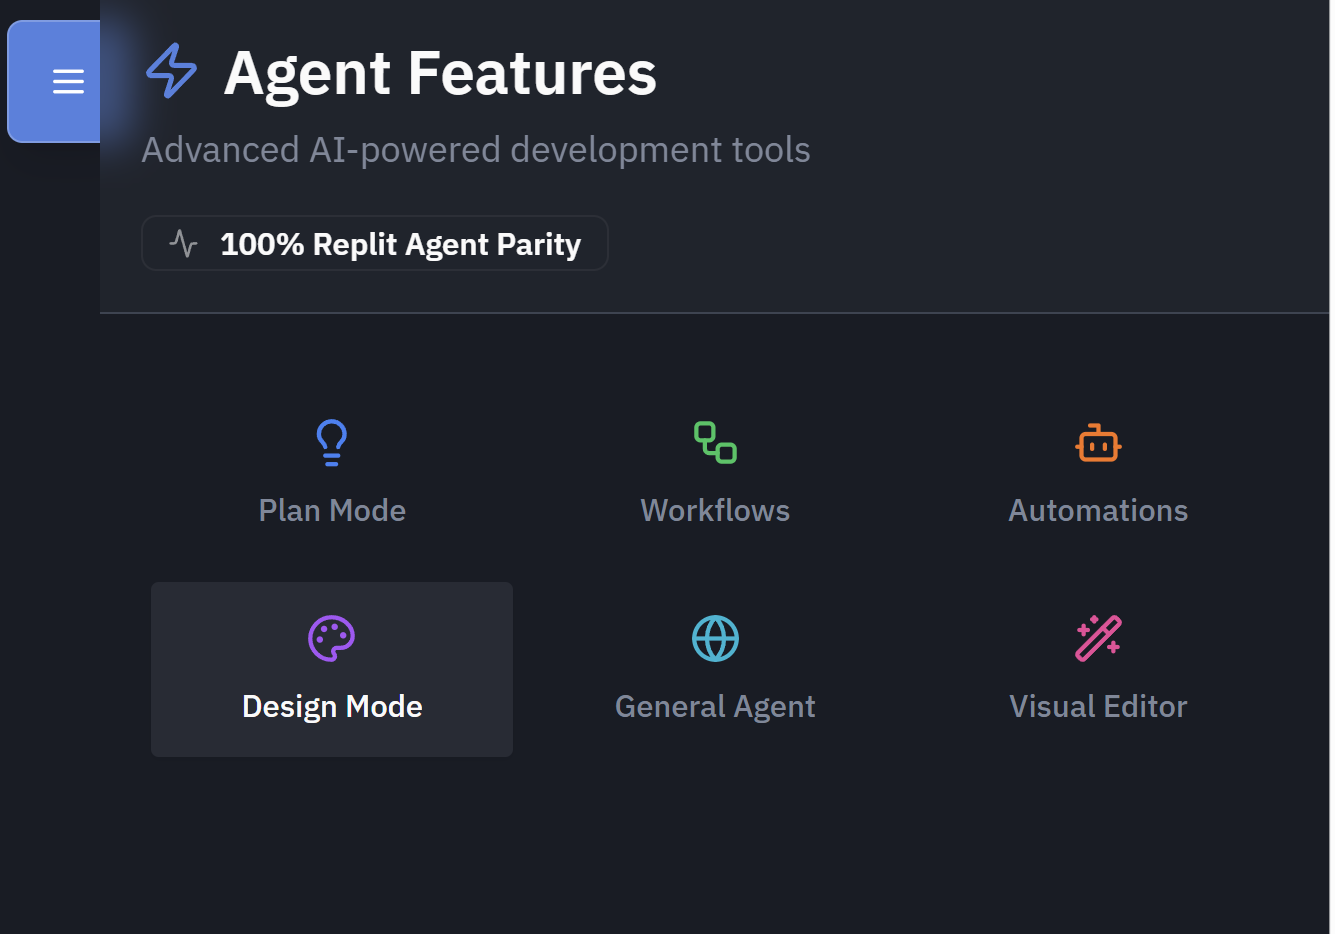 Agent Features
Advanced AI-powered development tools
100% Replit Agent Parity
Plan Mode
Workflows
Automations
Design Mode
General Agent
Visual Editor